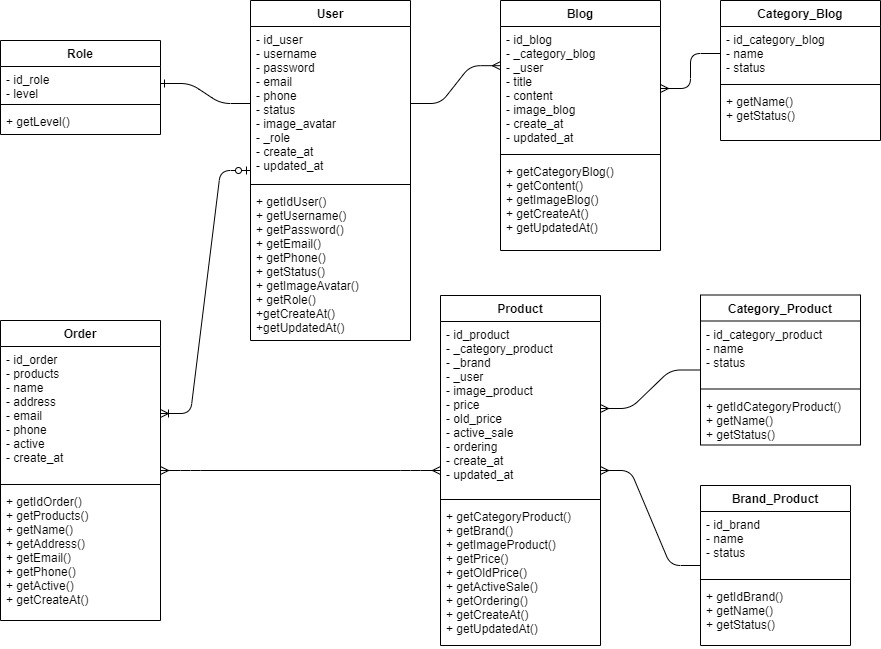 Role
- id_role
- level
+ getLevel()
User
- id_user
- username
- password
- email
- phone
- status
- image_avatar
- _role
- create_at
- updated_at
+ getIdUser()
+ getUsername()
+ getPassword()
+ getEmail()
+ getPhone()
+ getStatus()
+ getImageAvatar()
+ getRole()
+getCreateAt()
+getUpdatedAt()
Blog
- id_blog
- _category_blog
- _user
- title
- content
- image_blog
- create_at
- updated_at
+ getCategoryBlog()
+ getContent()
+ getImageBlog()
+ getCreateAt()
+ getUpdatedAt()
Category_Blog
- id_category_blog
- name
- status
+ getName()
+ getStatus()
Order
- id_order
- products
- name
- address
- email
- phone
- active
- create_at
+ getIdOrder()
+ getProducts()
+ getName()
+ getAddress()
+ getEmail()
+ getPhone()
+ getActive()
+ getCreateAt()
Product
- id_product
- _category_product
- _brand
- _user
- image_product
- price
- old_price
- active_sale
- ordering
- create_at
- updated_at
+ getCategoryProduct()
+ getBrand()
+ getImageProduct()
+ getPrice()
+ getOldPrice()
+ getActiveSale()
+ getOrdering()
+ getCreateAt()
+ getUpdatedAt()
Category_Product
- id_category_product
- name
- status
+ getIdCategoryProduct()
+ getName()
+ getStatus()
Brand_Product
- id_brand
- name
- status
+ getIdBrand()
+ getName()
+ getStatus()